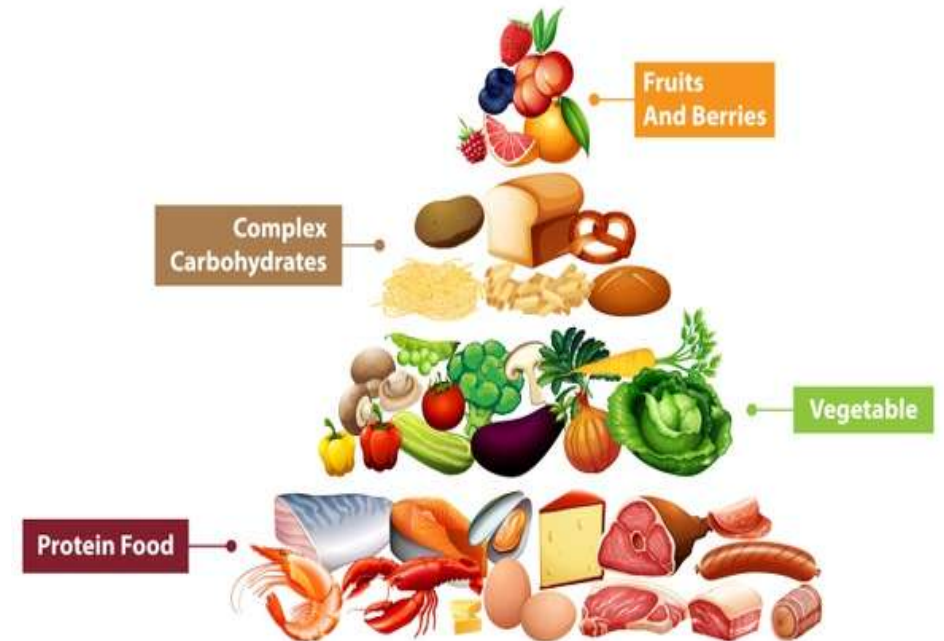 Fruits
And Berries
Complex
Carbohydrates
Vegetable
Protein Food